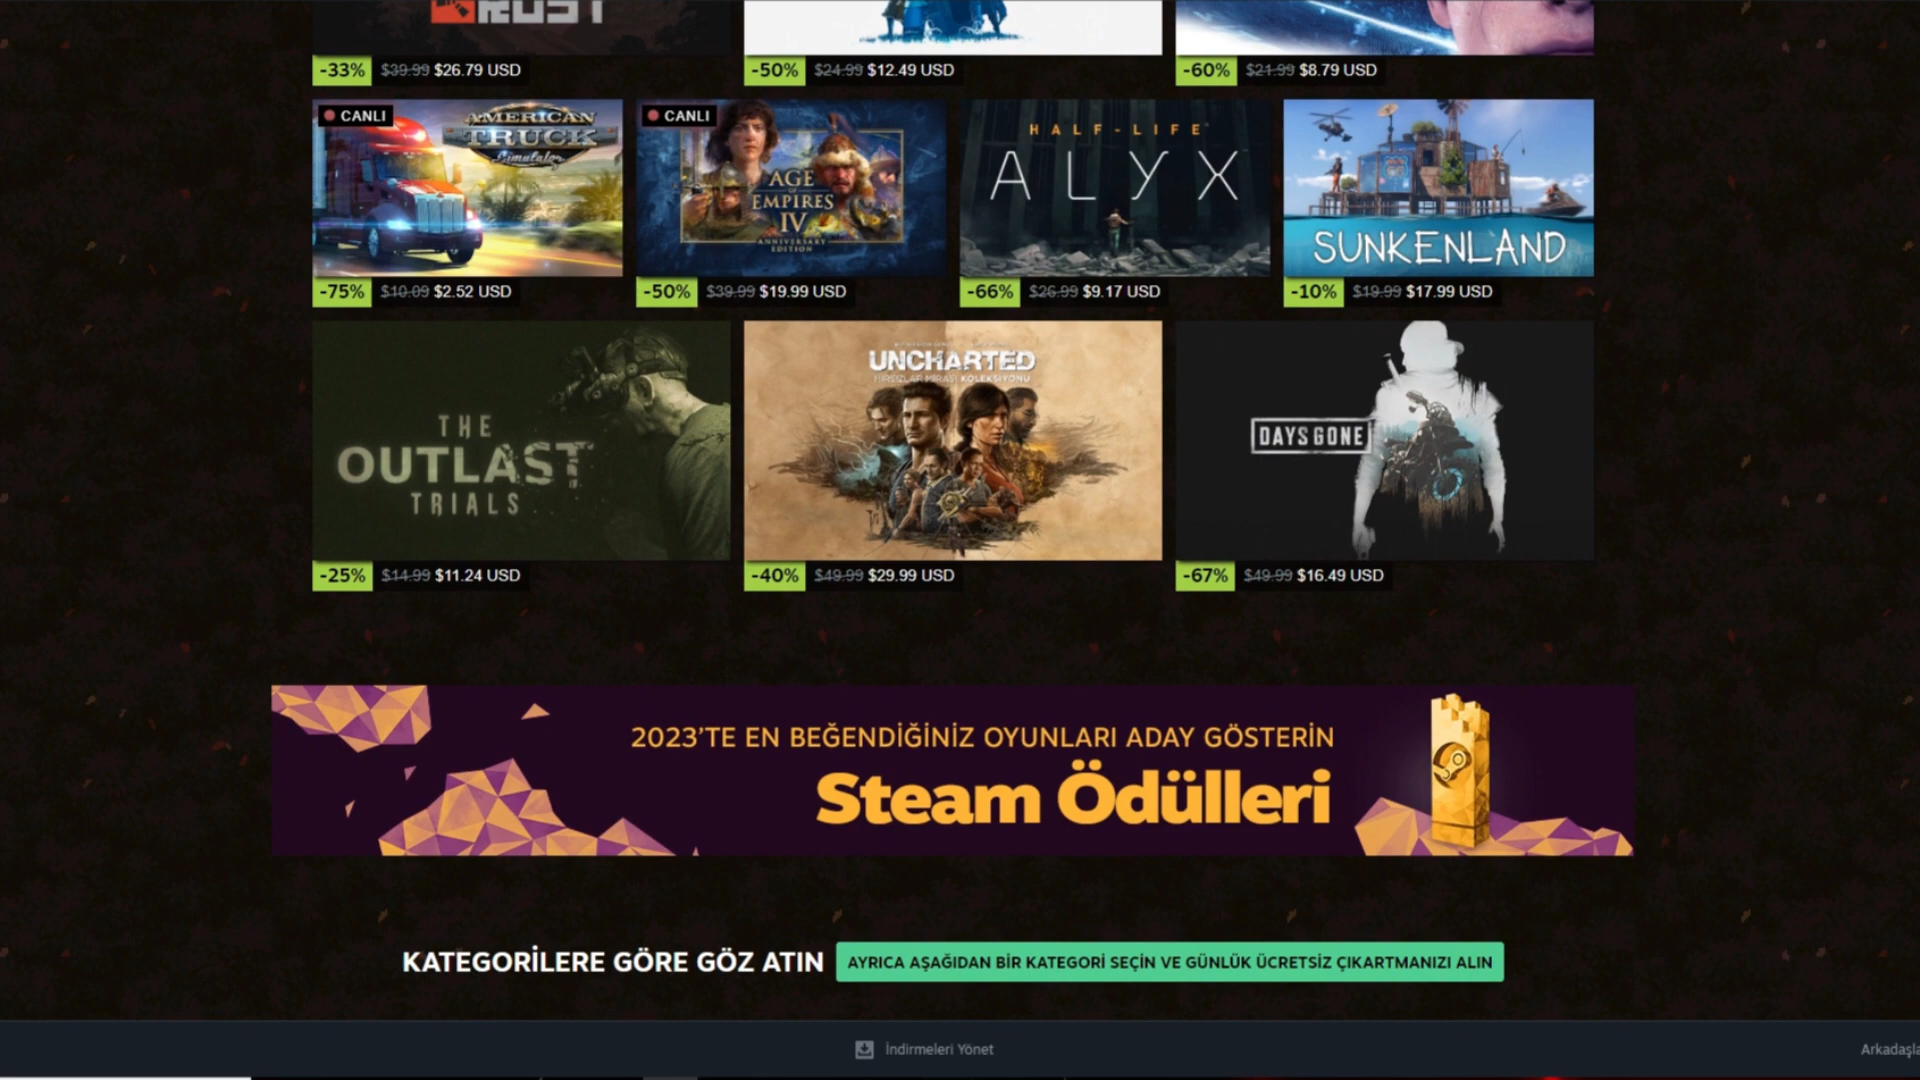 RUST
-33% $39.99 $26.79 USD
-50% $24.99 $12.49 USD
-60% $21.99 $8.79 USD
CANLI
AMERICAN
TRUCK
Simulator
CANLI
AGE
OF
EMPIRES
IV
ANNIVERSARY
EDITION
HALF-LIFE
ALYX
SUNKENLAND
-75% $10.09 $2.52 USD
-50% $39.99 $19.99 USD
-66% $26.99 $9.17 USD
-10% $19.99 $17.99 USD
THE
OUTLAST
TRIALS
UNCHARTED
HIRSIZLAR MİRASI KOLEKSİYONU
DAYS GONE
-25% $14.99 $11.24 USD
-40% $49.99 $29.99 USD
-67% $49.99 $16.49 USD
2023'TE EN BEĞENDİĞİNİZ OYUNLARI ADAY GÖSTERİN
Steam Ödülleri
KATEGORİLERE GÖRE GÖZ ATIN
AYRICA AŞAĞIDAN BİR KATEGORİ SEÇİN VE GÜNLÜK ÜCRETSİZ ÇIKARTMANIZI ALIN
İndirmeleri Yönet
Arkadaşla